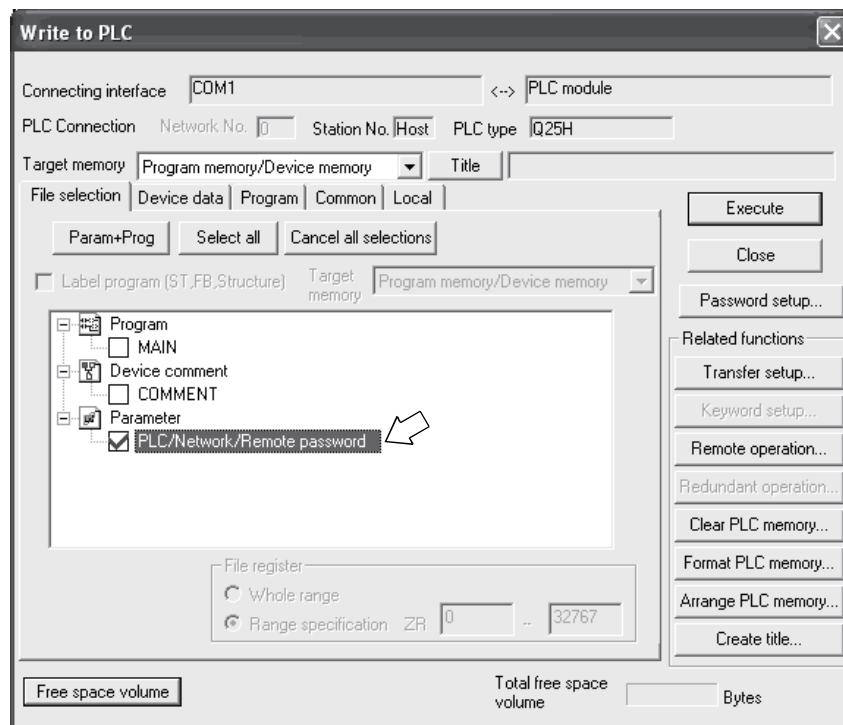 Write to PLC
Connecting interface COM1 <--> PLC module
PLC Connection Network No. 0 Station No. Host PLC type Q25H
Target memory Program memory/Device memory Title
File selection Device data Program Common Local
Param+Prog Select all Cancel all selections
Label program (ST,FB,Structure) Target memory Program memory/Device memory
Program
MAIN
Device comment
COMMENT
Parameter
PLC/Network/Remote password
File register
Whole range
Range specification ZR 0 .. 32767
Execute
Close
Password setup...
Related functions
Transfer setup...
Keyword setup...
Remote operation...
Redundant operation...
Clear PLC memory...
Format PLC memory...
Arrange PLC memory...
Create title...
Free space volume
Total free space
volume Bytes